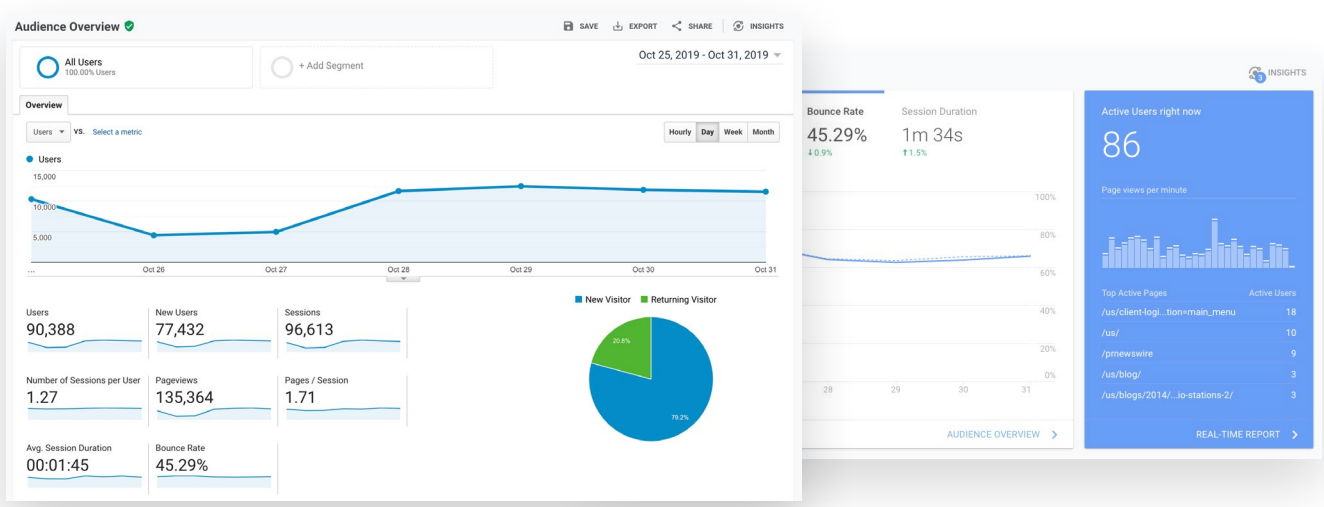 Audience Overview
SAVE EXPORT SHARE INSIGHTS
All Users
100.00% Users
+ Add Segment
Oct 25, 2019 - Oct 31, 2019
Overview
Users VS. Select a metric
Hourly Day Week Month
Users
15,000
10,000
5,000
... Oct 26 Oct 27 Oct 28 Oct 29 Oct 30 Oct 31
New Visitor Returning Visitor
20.8%
79.2%
Users
90,388
New Users
77,432
Sessions
96,613
Number of Sessions per User
1.27
Pageviews
135,364
Pages / Session
1.71
Avg. Session Duration
00:01:45
Bounce Rate
45.29%
3 INSIGHTS
Bounce Rate
45.29%
↓0.9%
Session Duration
1m 34s
↑1.5%
100%
80%
60%
40%
20%
0%
28 29 30 31
AUDIENCE OVERVIEW
Active Users right now
86
Page views per minute
Top Active Pages Active Users
/us/client-logi...tion=main_menu 18
/us/ 10
/prnewswire 9
/us/blog/ 3
/us/blogs/2014/...io-stations-2/ 3
REAL-TIME REPORT